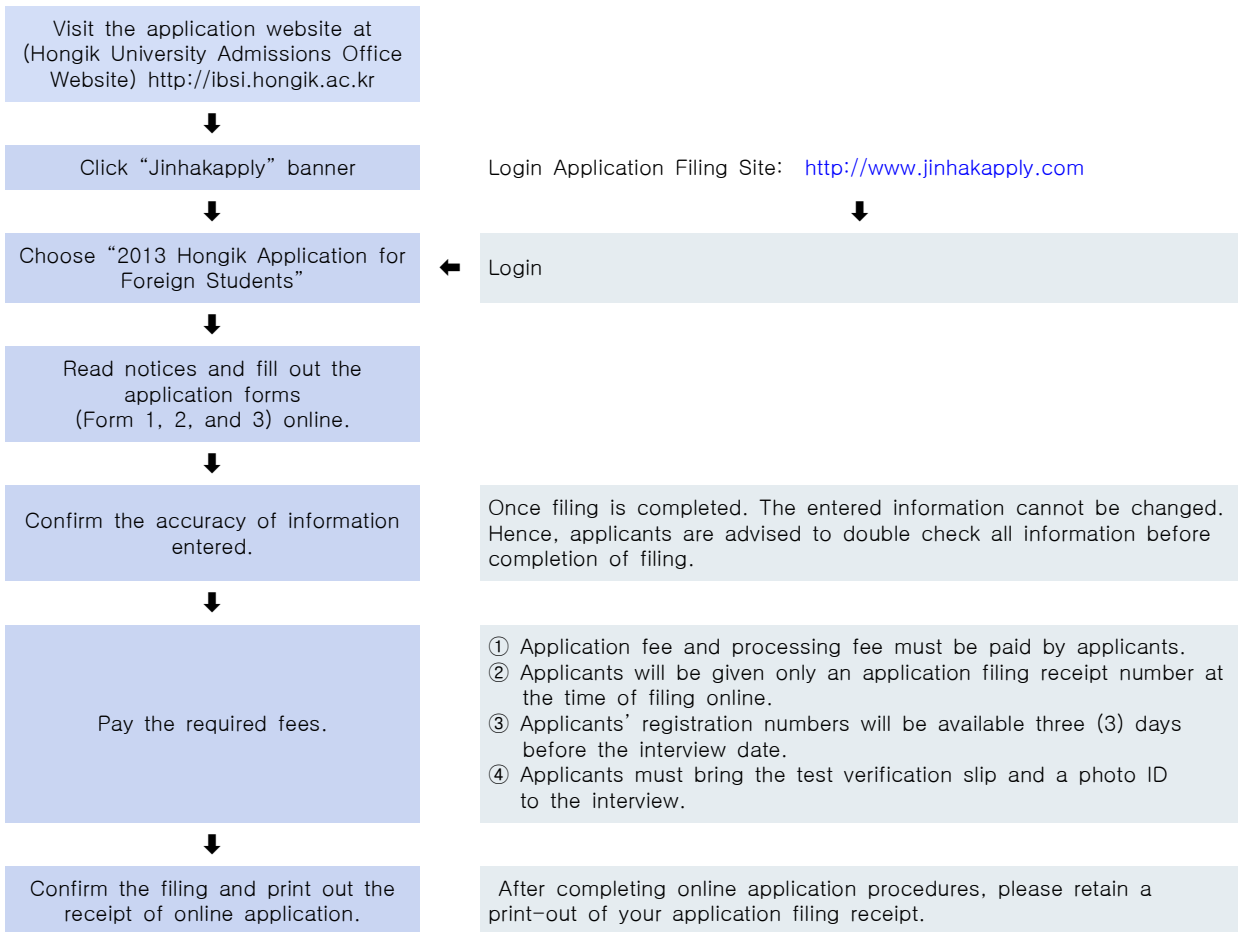 Visit the application website at
(Hongik University Admissions Office
Website) http://ibsi.hongik.ac.kr
Click “Jinhakapply” banner
Login Application Filing Site: http://www.jinhakapply.com
Choose “2013 Hongik Application for
Foreign Students”
Login
Read notices and fill out the
application forms
(Form 1, 2, and 3) online.
Confirm the accuracy of information
entered.
Once filing is completed. The entered information cannot be changed.
Hence, applicants are advised to double check all information before
completion of filing.
Pay the required fees.
① Application fee and processing fee must be paid by applicants.
② Applicants will be given only an application filing receipt number at
the time of filing online.
③ Applicants’ registration numbers will be available three (3) days
before the interview date.
④ Applicants must bring the test verification slip and a photo ID
to the interview.
Confirm the filing and print out the
receipt of online application.
After completing online application procedures, please retain a
print-out of your application filing receipt.